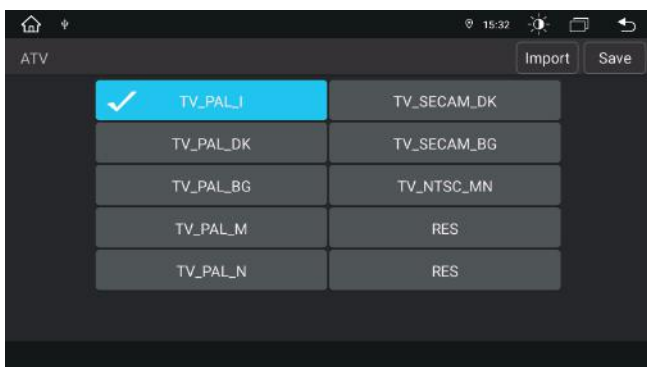 15:32
ATV Import Save
TV_PAL_I TV_SECAM_DK
TV_PAL_DK TV_SECAM_BG
TV_PAL_BG TV_NTSC_MN
TV_PAL_M RES
TV_PAL_N RES